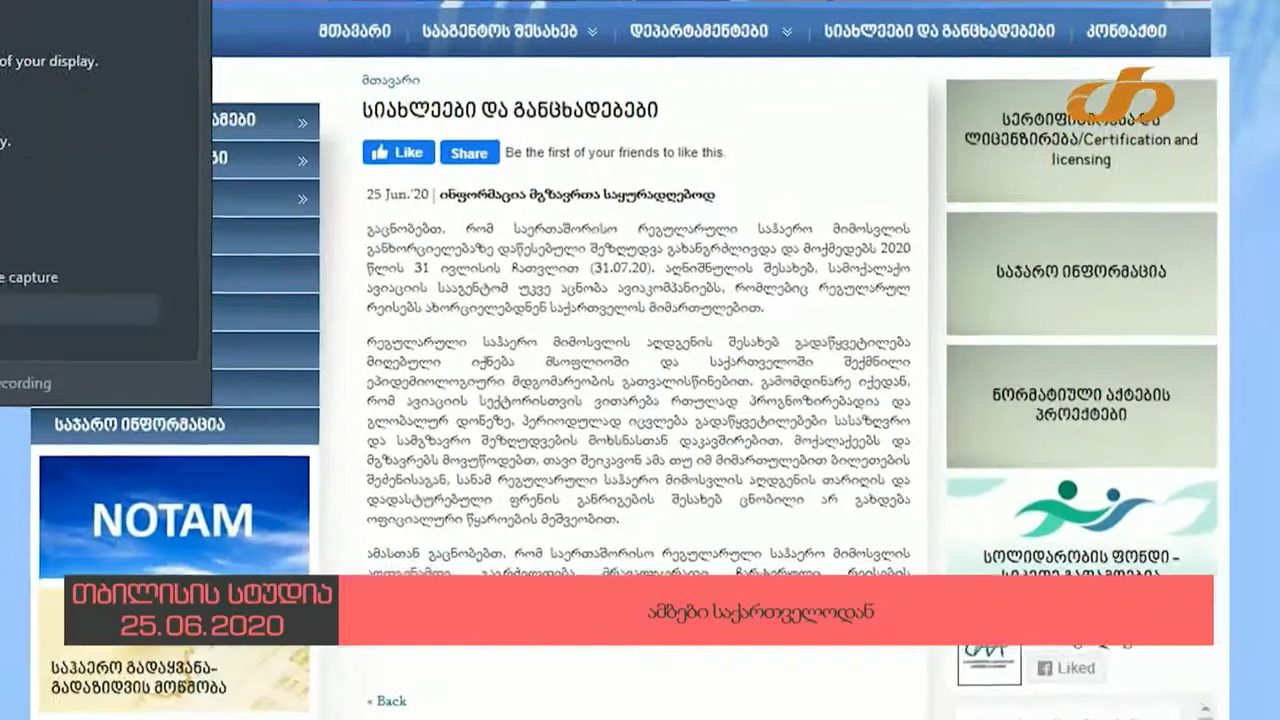 of your display.
y.
e capture
ecording
მთავარი
სააგენტოს შესახებ
დეპარტამენტები
სიახლეები და განცხადებები
კონტაქტი
საჯარო ინფორმაცია
NOTAM
საჰაერო გადაყვანა-
გადაზიდვის მოწმობა
მთავარი
სიახლეები და განცხადებები
Like Share Be the first of your friends to like this.
25 Jun.'20 | ინფორმაცია მგზავრთა საყურადღებოდ
გაცნობებთ, რომ საერთაშორისო რეგულარული საჰაერო მიმოსვლის
განხორციელებაზე დაწესებული შეზღუდვა გახანგრძლივდა და მოქმედებს 2020
წლის 31 ივლისის ჩათვლით (31.07.20). აღნიშნულის შესახებ, სამოქალაქო
ავიაციის სააგენტომ უკვე აცნობა ავიაკომპანიებს, რომლებიც რეგულარულ
რეისებს ახორციელებდნენ საქართველოს მიმართულებით.
რეგულარული საჰაერო მიმოსვლის აღდგენის შესახებ გადაწყვეტილება
მიღებული იქნება მსოფლიოში და საქართველოში შექმნილი
ეპიდემიოლოგიური მდგომარეობის გათვალისწინებით. გამომდინარე იქედან,
რომ ავიაციის სექტორისთვის ვითარება რთულად პროგნოზირებადია და
გლობალურ დონეზე, პერიოდულად იცვლება გადაწყვეტილებები სასაზღვრო
და სამგზავრო შეზღუდვების მოხსნასთან დაკავშირებით, მოქალაქეებს და
მგზავრებს მოვუწოდებთ, თავი შეიკავონ ამა თუ იმ მიმართულებით ბილეთების
შეძენისაგან, სანამ რეგულარული საჰაერო მიმოსვლის აღდგენის თარიღის და
დადასტურებული ფრენის განრიგების შესახებ ცნობილი არ გახდება
ოფიციალური წყაროების მეშვეობით.
ამასთან გაცნობებთ, რომ საერთაშორისო რეგულარული საჰაერო მიმოსვლის
« Back
ლიცენზირება/Certification and
licensing
საჯარო ინფორმაცია
ნორმატიული აქტების
პროექტები
სოლიდარობის ფონდი -
Liked
თბილისის სტუდია
25.06.2020
ამბები საქართველოდან